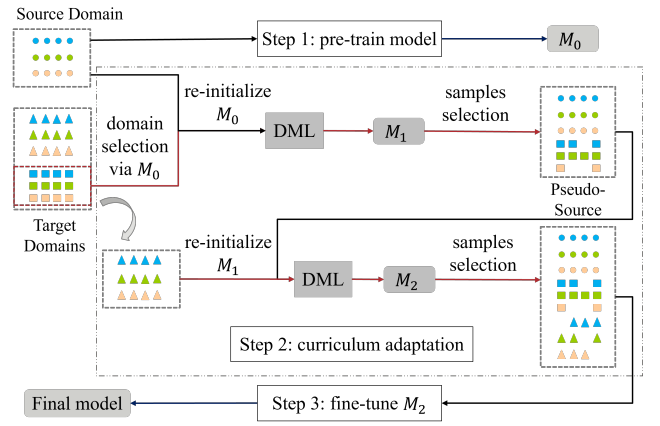 Source Domain
Step 1: pre-train model
M₀
re-initialize
M₀
samples
selection
domain
selection
via M₀
DML
M₁
Target
Domains
Pseudo-
Source
re-initialize
M₁
samples
selection
DML
M₂
Step 2: curriculum adaptation
Final model
Step 3: fine-tune M₂